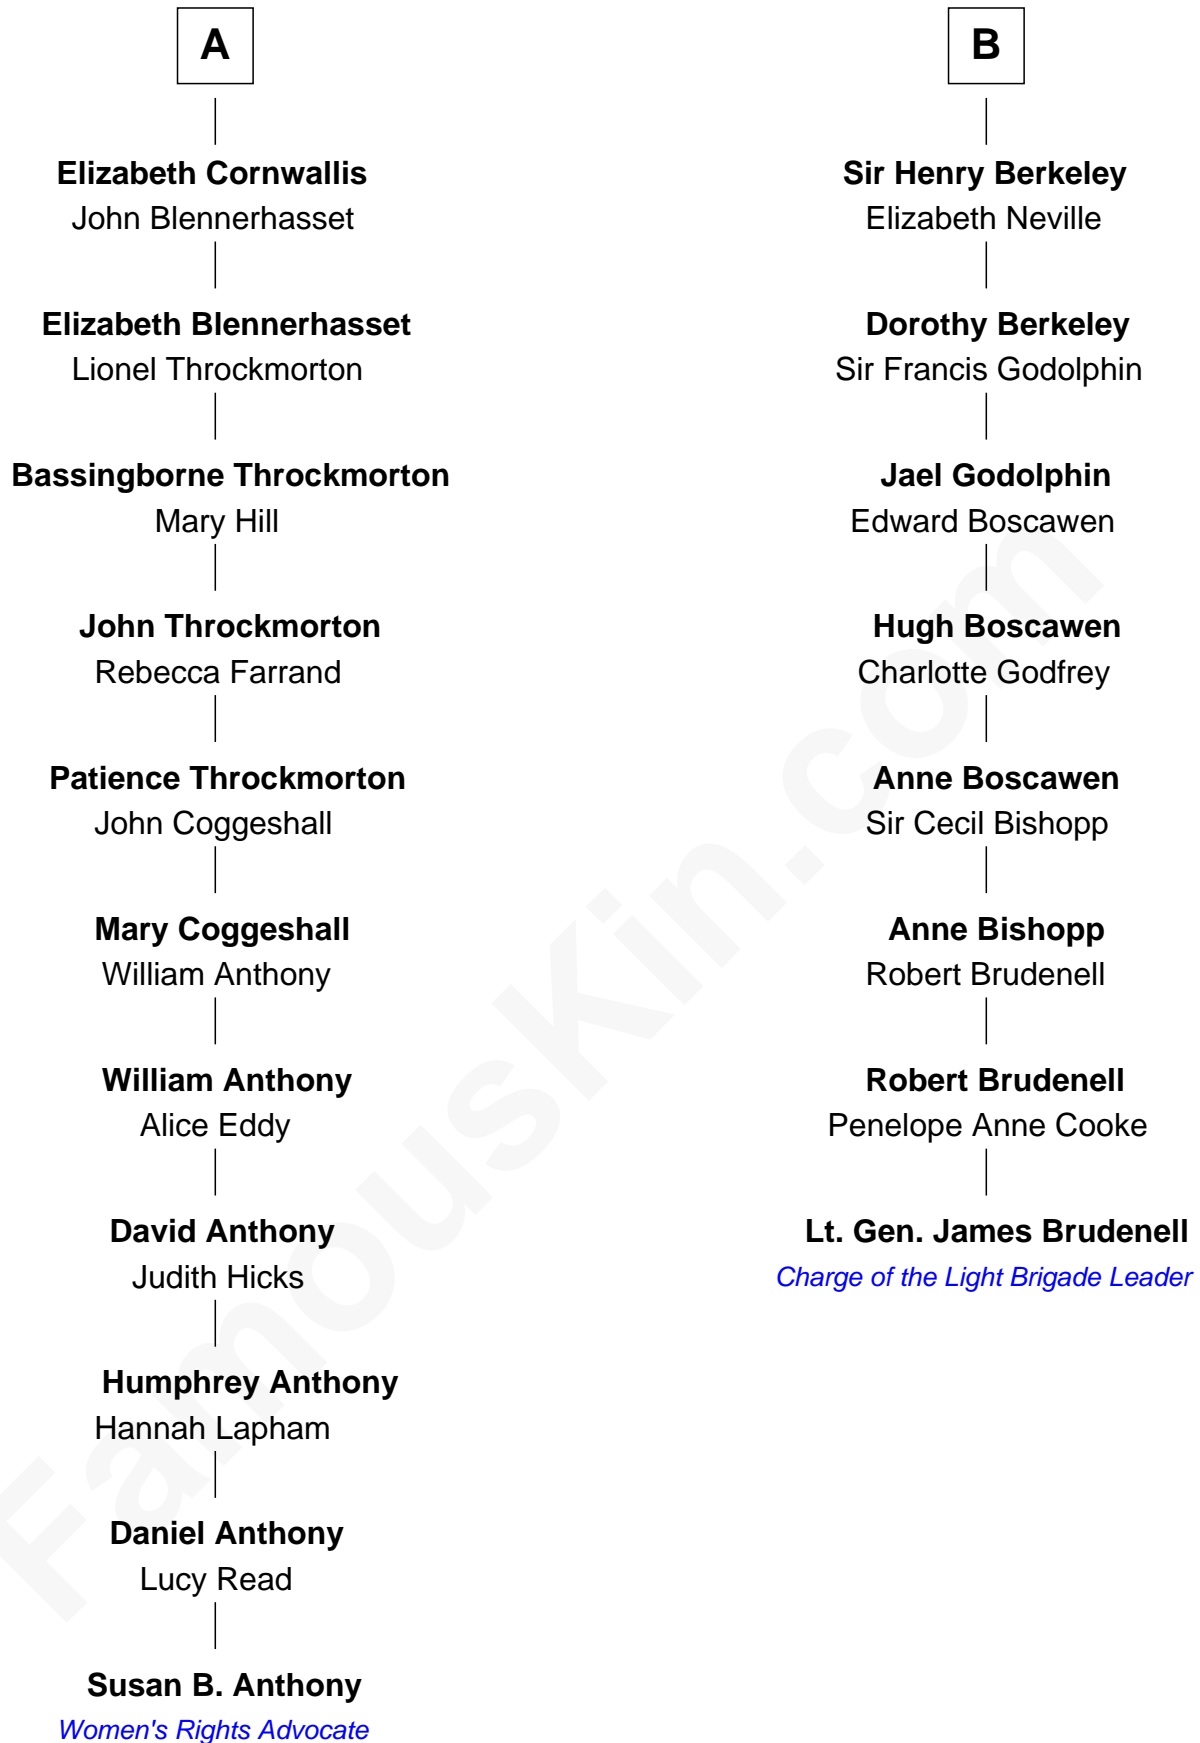 A
Elizabeth Cornwallis
John Blennerhasset
Elizabeth Blennerhasset
Lionel Throckmorton
Bassingborne Throckmorton
Mary Hill
John Throckmorton
Rebecca Farrand
Patience Throckmorton
John Coggeshall
Mary Coggeshall
William Anthony
William Anthony
Alice Eddy
David Anthony
Judith Hicks
Humphrey Anthony
Hannah Lapham
Daniel Anthony
Lucy Read
Susan B. Anthony
Women's Rights Advocate
B
Sir Henry Berkeley
Elizabeth Neville
Dorothy Berkeley
Sir Francis Godolphin
Jael Godolphin
Edward Boscawen
Hugh Boscawen
Charlotte Godfrey
Anne Boscawen
Sir Cecil Bishopp
Anne Bishopp
Robert Brudenell
Robert Brudenell
Penelope Anne Cooke
Lt. Gen. James Brudenell
Charge of the Light Brigade Leader
FamousKin.com